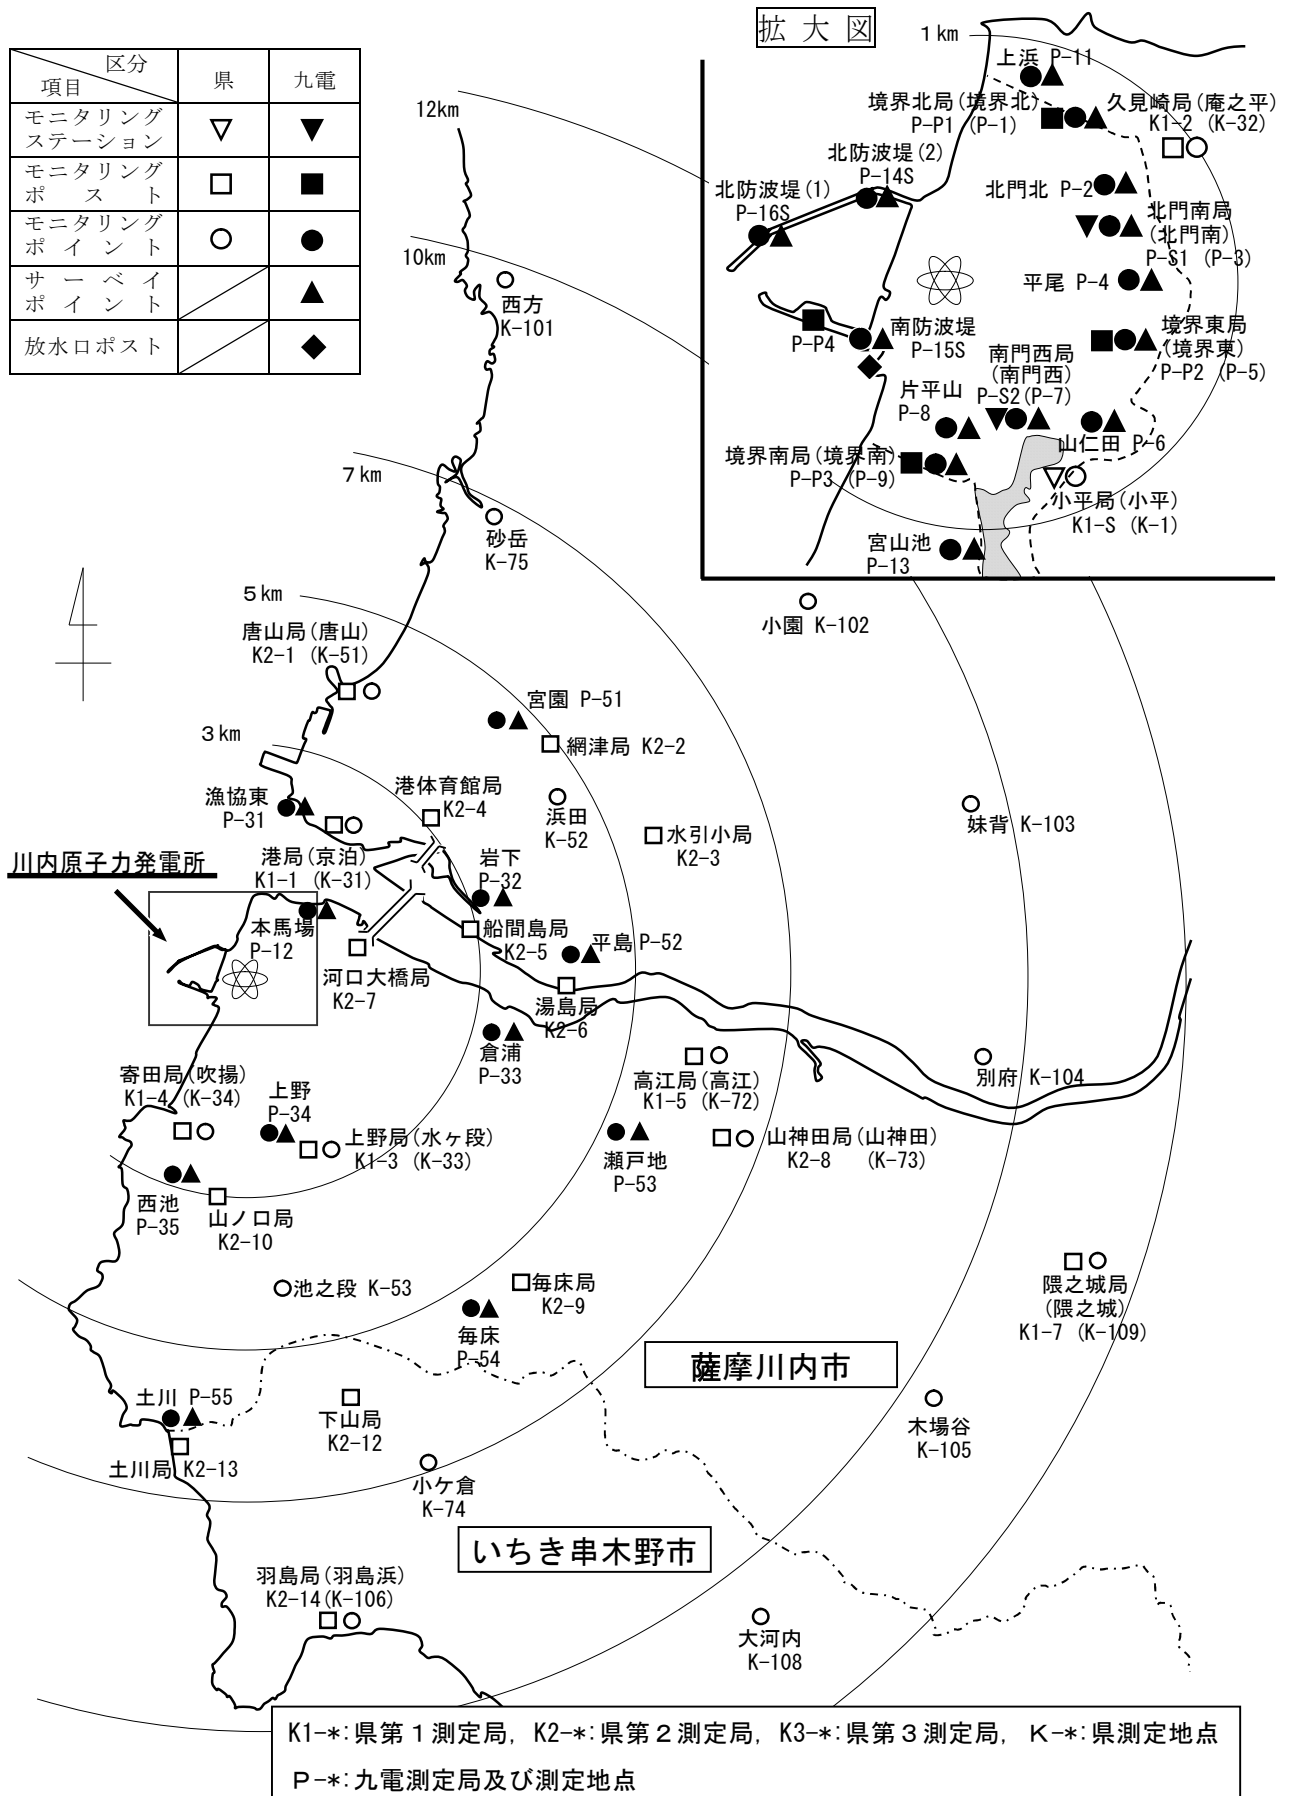 区分
項目
県
九電
モニタリング
ステーション
モニタリング
ポスト
モニタリング
ポイント
サーベイ
ポイント
放水口ポスト
拡大図
1km
上浜 P-11
境界北局(境界北)
P-P1 (P-1)
久見崎局(庵之平)
K1-2 (K-32)
北防波堤(2)
P-14S
北防波堤(1)
P-16S
北門北 P-2
北門南局
(北門南)
P-S1 (P-3)
平尾 P-4
P-P4
南防波堤
P-15S
境界東局
(境界東)
P-P2 (P-5)
南門西局
(南門西)
P-S2(P-7)
片平山
P-8
山仁田 P-6
境界南局(境界南)
P-P3 (P-9)
小平局(小平)
K1-S (K-1)
宮山池
P-13
12km
10km
西方
K-101
7km
砂岳
K-75
5km
小園 K-102
唐山局(唐山)
K2-1 (K-51)
宮園 P-51
3km
網津局 K2-2
漁協東
P-31
港体育館局
K2-4
浜田
K-52
水引小局
K2-3
妹背 K-103
川内原子力発電所
港局(京泊)
K1-1 (K-31)
岩下
P-32
本馬場
P-12
船間島局
K2-5
平島 P-52
河口大橋局
K2-7
湯島局
K2-6
倉浦
P-33
高江局(高江)
K1-5 (K-72)
別府 K-104
寄田局(吹揚)
K1-4 (K-34)
上野
P-34
上野局(水ヶ段)
K1-3 (K-33)
瀬戸地
P-53
山神田局(山神田)
K2-8 (K-73)
西池
P-35
山ノ口局
K2-10
池之段 K-53
毎床局
K2-9
毎床
P-54
隈之城局
(隈之城)
K1-7 (K-109)
薩摩川内市
土川 P-55
下山局
K2-12
木場谷
K-105
土川局 K2-13
小ケ倉
K-74
いちき串木野市
羽島局(羽島浜)
K2-14(K-106)
大河内
K-108
K1-*:県第１測定局, K2-*:県第２測定局, K3-*:県第３測定局, Ｋ-*:県測定地点
Ｐ-*:九電測定局及び測定地点